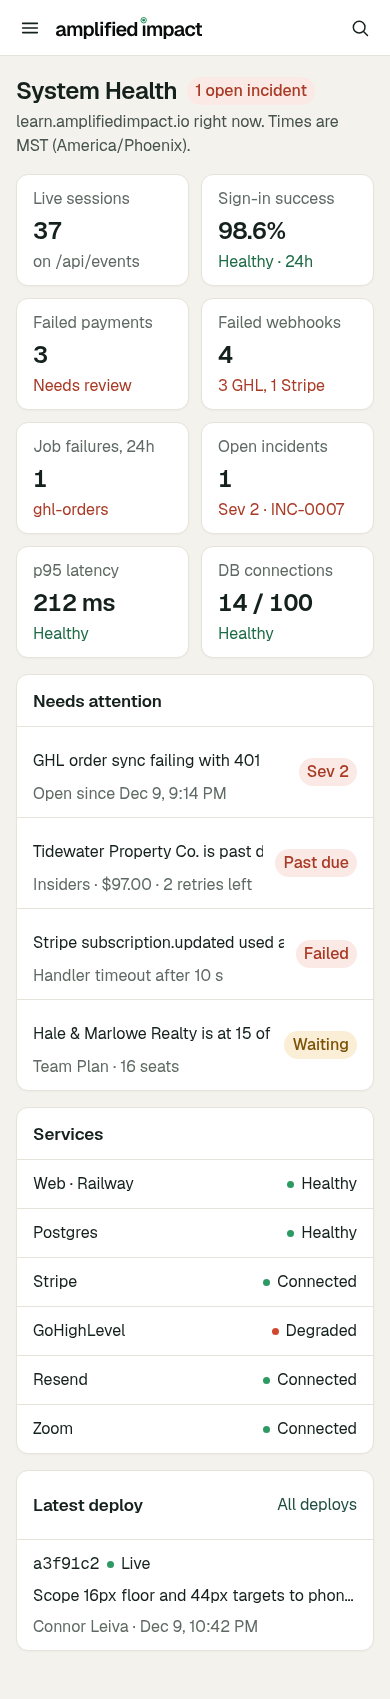 amplified impact
System Health 1 open incident
learn.amplifiedimpact.io right now. Times are
MST (America/Phoenix).
Live sessions
37
on /api/events
Sign-in success
98.6%
Healthy · 24h
Failed payments
3
Needs review
Failed webhooks
4
3 GHL, 1 Stripe
Job failures, 24h
1
ghl-orders
Open incidents
1
Sev 2 · INC-0007
p95 latency
212 ms
Healthy
DB connections
14 / 100
Healthy
Needs attention
GHL order sync failing with 401
Sev 2
Open since Dec 9, 9:14 PM
Tidewater Property Co. is past d
Past due
Insiders · $97.00 · 2 retries left
Stripe subscription.updated used a
Failed
Handler timeout after 10 s
Hale & Marlowe Realty is at 15 of
Waiting
Team Plan · 16 seats
Services
Web · Railway Healthy
Postgres Healthy
Stripe Connected
GoHighLevel Degraded
Resend Connected
Zoom Connected
Latest deploy All deploys
a3f91c2 Live
Scope 16px floor and 44px targets to phon...
Connor Leiva · Dec 9, 10:42 PM